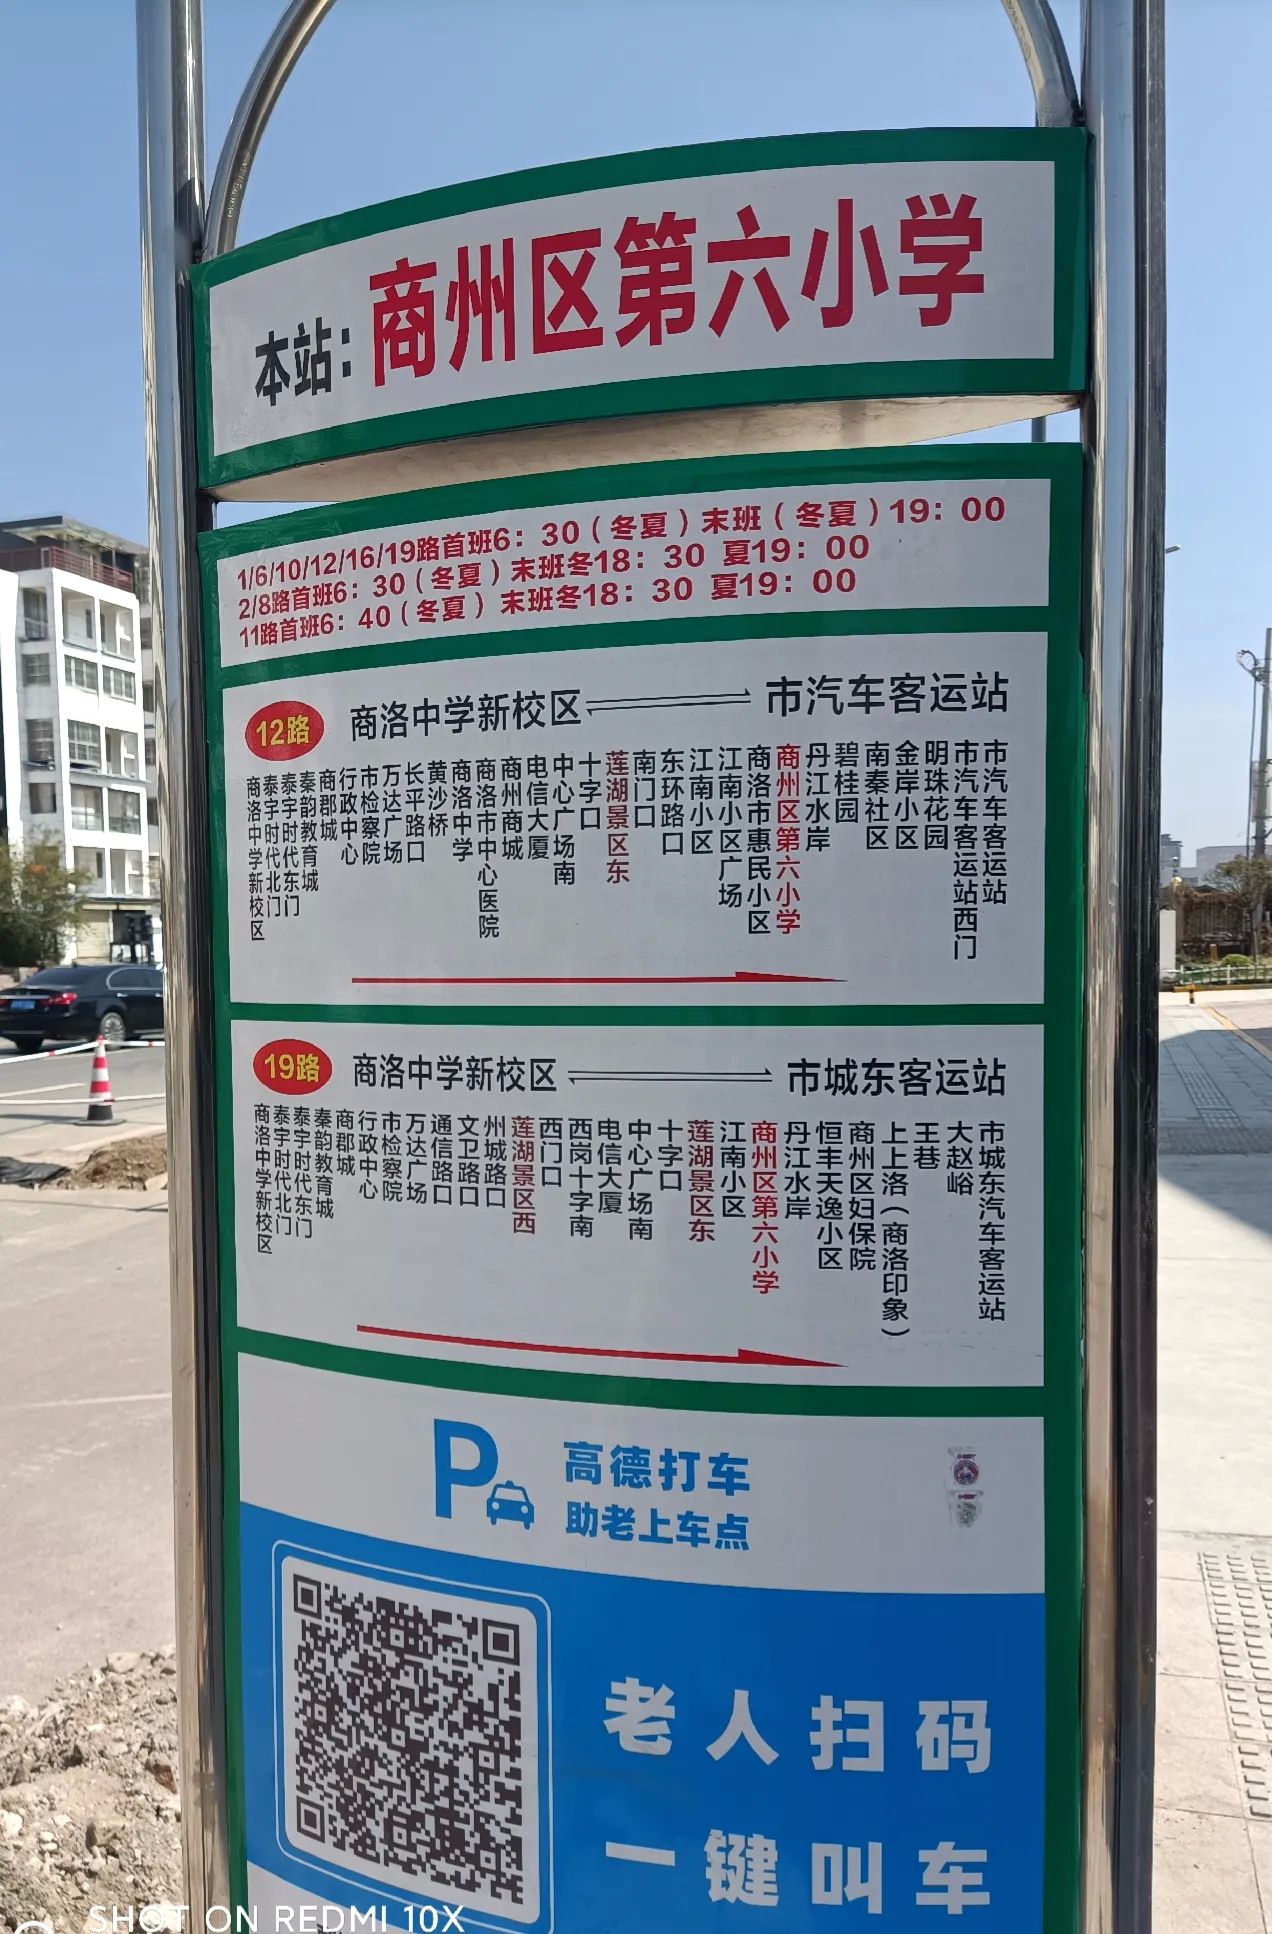 本站：商州区第六小学
1/6/10/12/16/19路首班6：30（冬夏）末班（冬夏）19：00
2/8路首班6：30（冬夏）末班冬18：30 夏19：00
11路首班6：40（冬夏）末班冬18：30 夏19：00
12路 商洛中学新校区 市汽车客运站
商洛中学新校区
泰宇时代北门
泰宇时代东门
秦韵教育城
商郡城
行政中心
市检察院
万达广场
长平路口
黄沙桥
商洛中学
商洛市中心医院
商州商城
电信大厦
中心广场南
十字口
莲湖景区东
南门口
东环路口
江南小区
江南小区广场
商洛市惠民小区
商州区第六小学
丹江水岸
碧桂园
南秦社区
金岸小区
明珠花园
市汽车客运站西门
市汽车客运站
19路 商洛中学新校区 市城东客运站
商洛中学新校区
泰宇时代北门
泰宇时代东门
秦韵教育城
商郡城
行政中心
市检察院
万达广场
通信路口
文卫路口
州城路口
莲湖景区西
西门口
西岗十字南
电信大厦
中心广场南
十字口
莲湖景区东
江南小区
商州区第六小学
丹江水岸
恒丰天逸小区
商州区妇保院
上上洛（商洛印象）
王巷
大赵峪
市城东汽车客运站
P
高德打车
助老上车点
老人扫码
一键叫车
SHOT ON REDMI 10X